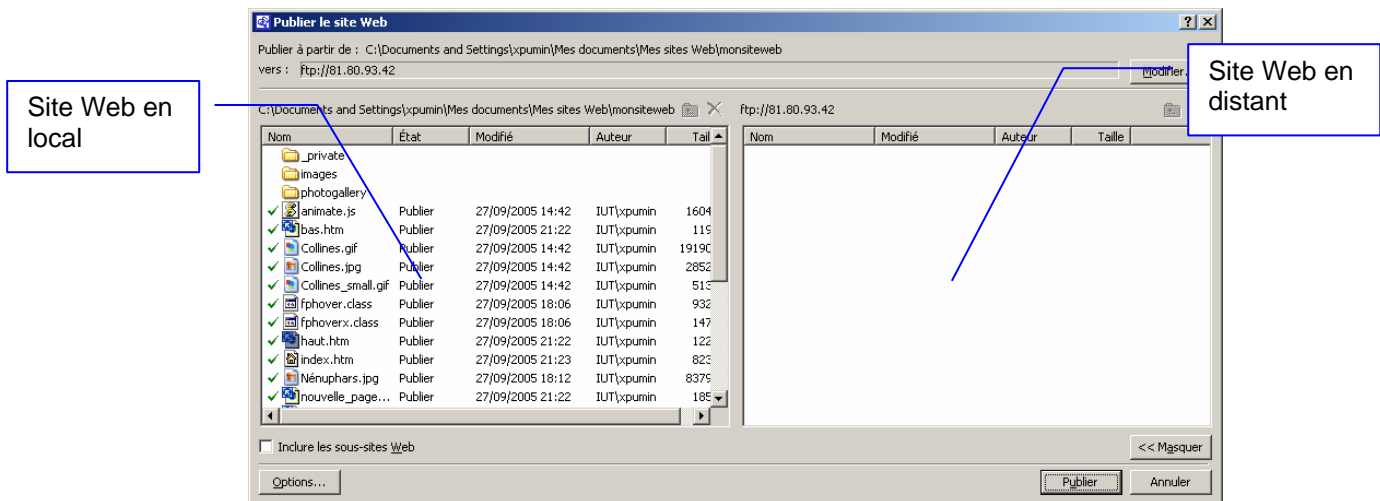 Publier le site Web
Publier à partir de : C:\Documents and Settings\xpumin\Mes documents\Mes sites Web\monsiteweb
vers : ftp://81.80.93.42
Modifier.
Site Web en
local
Site Web en
distant
C:\Documents and Settings\xpumin\Mes documents\Mes sites Web\monsiteweb
ftp://81.80.93.42
Nom État Modifié Auteur Tail
Nom Modifié Auteur Taille
_private
images
photogallery
animate.js Publier 27/09/2005 14:42 IUT\xpumin 1604
bas.htm Publier 27/09/2005 21:22 IUT\xpumin 119
Collines.gif Publier 27/09/2005 14:42 IUT\xpumin 19190
Collines.jpg Publier 27/09/2005 14:42 IUT\xpumin 2852
Collines_small.gif Publier 27/09/2005 14:42 IUT\xpumin 513
fphover.class Publier 27/09/2005 18:06 IUT\xpumin 932
fphoverx.class Publier 27/09/2005 18:06 IUT\xpumin 147
haut.htm Publier 27/09/2005 21:22 IUT\xpumin 122
index.htm Publier 27/09/2005 21:23 IUT\xpumin 823
Nénuphars.jpg Publier 27/09/2005 18:12 IUT\xpumin 8379
nouvelle_page... Publier 27/09/2005 21:22 IUT\xpumin 185
Inclure les sous-sites Web
<< Masquer
Options...
Publier
Annuler